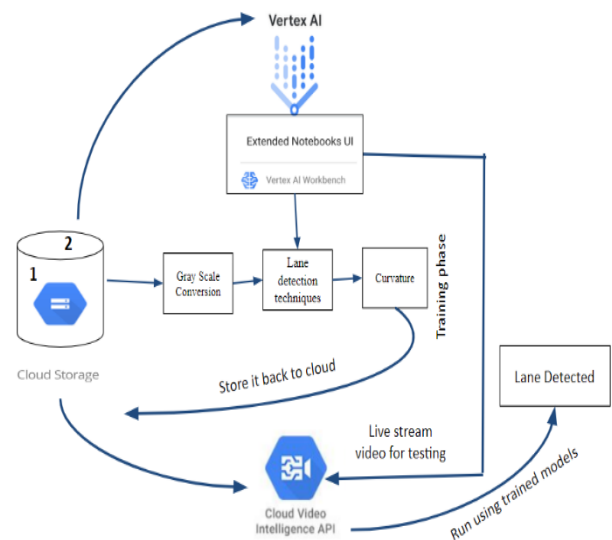 Vertex AI
Extended Notebooks UI
Vertex AI Workbench
2
1
Gray Scale
Conversion
Lane
detection
techniques
Curvature
Training phase
Cloud Storage
Store it back to cloud
Lane Detected
Live stream
video for testing
Run using trained models
Cloud Video
Intelligence API